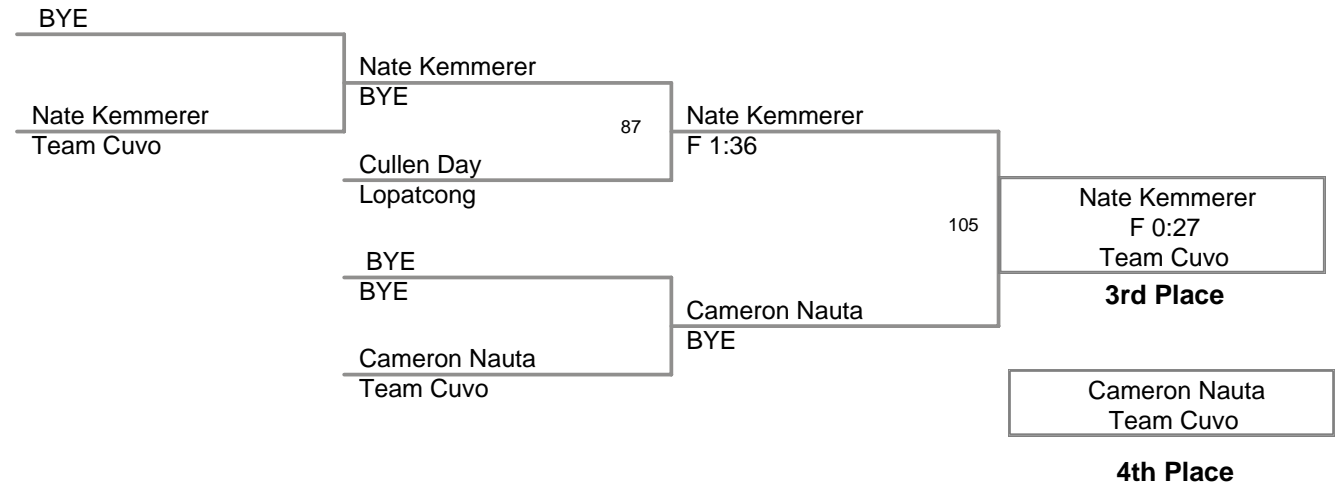 BYE
Nate Kemmerer
Team Cuvo
Nate Kemmerer
BYE
87
Cullen Day
Lopatcong
BYE
BYE
Cameron Nauta
Team Cuvo
Nate Kemmerer
F 1:36
105
Cameron Nauta
BYE
Nate Kemmerer
F 0:27
Team Cuvo
3rd Place
Cameron Nauta
Team Cuvo
4th Place